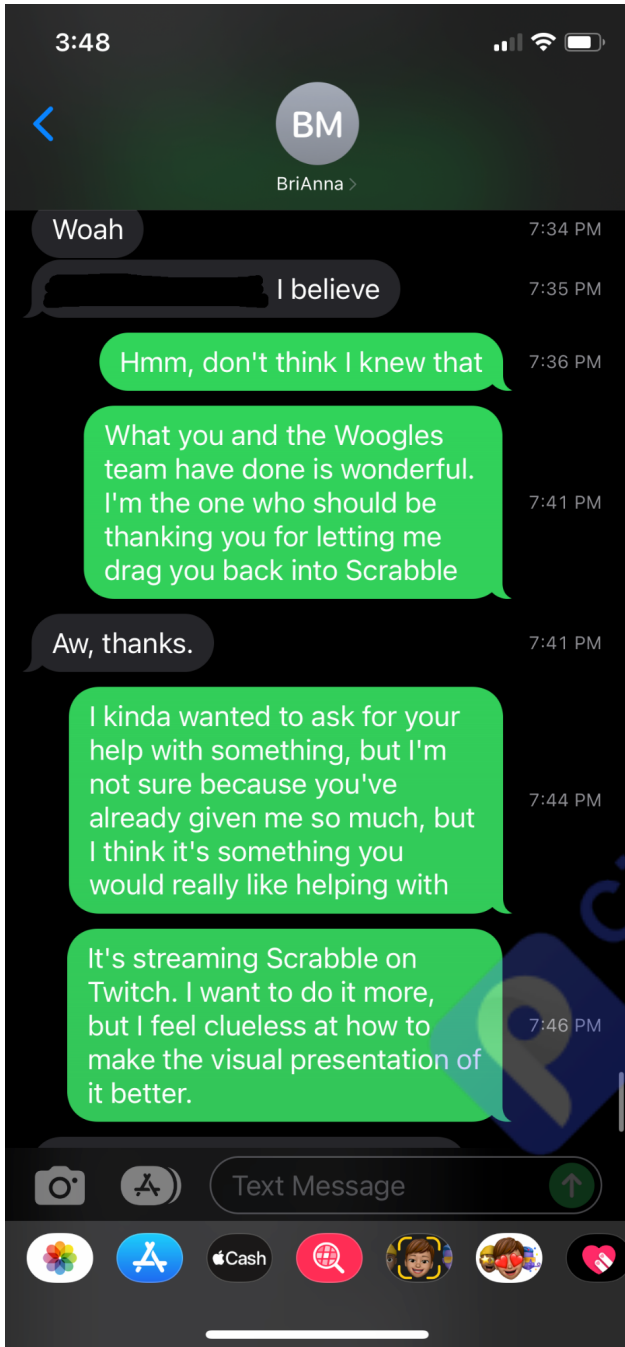 3:48
BM
BriAnna
Woah
7:34 PM
I believe
7:35 PM
Hmm, don't think I knew that
7:36 PM
What you and the Woogles
team have done is wonderful.
I'm the one who should be
thanking you for letting me
drag you back into Scrabble
7:41 PM
Aw, thanks.
7:41 PM
I kinda wanted to ask for your
help with something, but I'm
not sure because you've
already given me so much, but
I think it's something you
would really like helping with
7:44 PM
It's streaming Scrabble on
Twitch. I want to do it more,
but I feel clueless at how to
make the visual presentation of
it better.
7:46 PM
Text Message
Cash